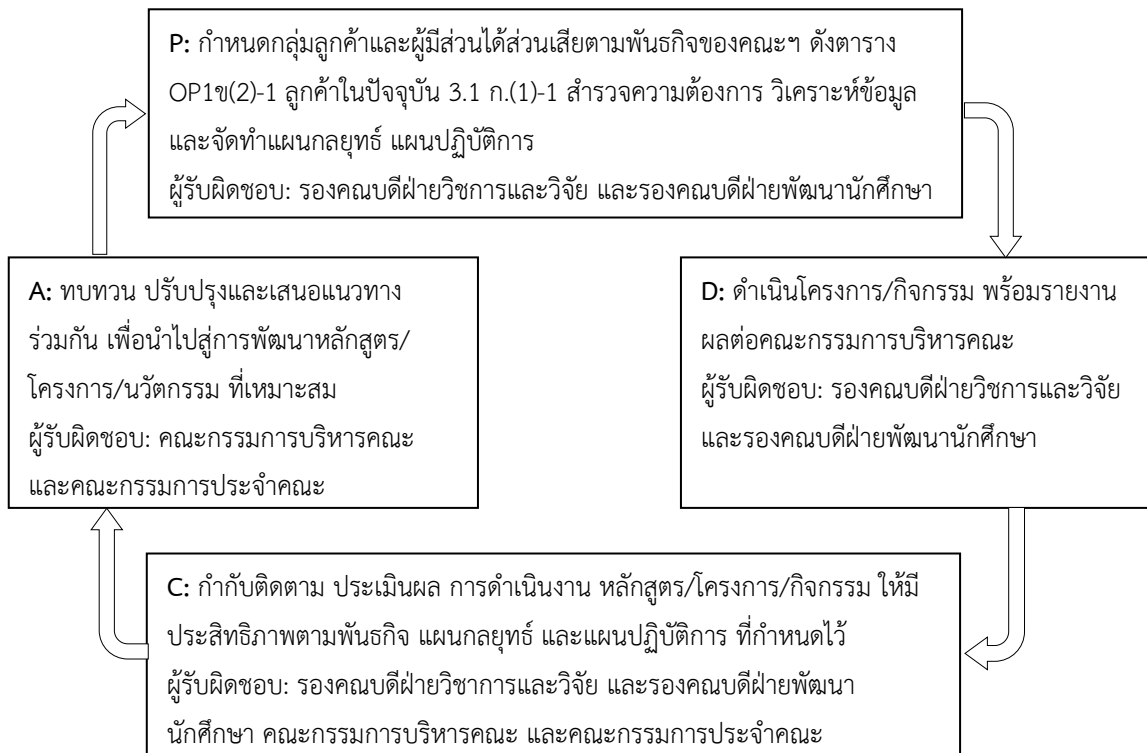 P: กำหนดกลุ่มลูกค้าและผู้มีส่วนได้ส่วนเสียตามพันธกิจของคณะฯ ดังตาราง
OP1ข(2)-1 ลูกค้าในปัจจุบัน 3.1 ก.(1)-1 สำรวจความต้องการ วิเคราะห์ข้อมูล
และจัดทำแผนกลยุทธ์ แผนปฏิบัติการ
ผู้รับผิดชอบ: รองคณบดีฝ่ายวิชการและวิจัย และรองคณบดีฝ่ายพัฒนานักศึกษา
D: ดำเนินโครงการ/กิจกรรม พร้อมรายงาน
ผลต่อคณะกรรมการบริหารคณะ
ผู้รับผิดชอบ: รองคณบดีฝ่ายวิชการและวิจัย
และรองคณบดีฝ่ายพัฒนานักศึกษา
C: กำกับติดตาม ประเมินผล การดำเนินงาน หลักสูตร/โครงการ/กิจกรรม ให้มี
ประสิทธิภาพตามพันธกิจ แผนกลยุทธ์ และแผนปฏิบัติการ ที่กำหนดไว้
ผู้รับผิดชอบ: รองคณบดีฝ่ายวิชาการและวิจัย และรองคณบดีฝ่ายพัฒนา
นักศึกษา คณะกรรมการบริหารคณะ และคณะกรรมการประจำคณะ
A: ทบทวน ปรับปรุงและเสนอแนวทาง
ร่วมกัน เพื่อนำไปสู่การพัฒนาหลักสูตร/
โครงการ/นวัตกรรม ที่เหมาะสม
ผู้รับผิดชอบ: คณะกรรมการบริหารคณะ
และคณะกรรมการประจำคณะ